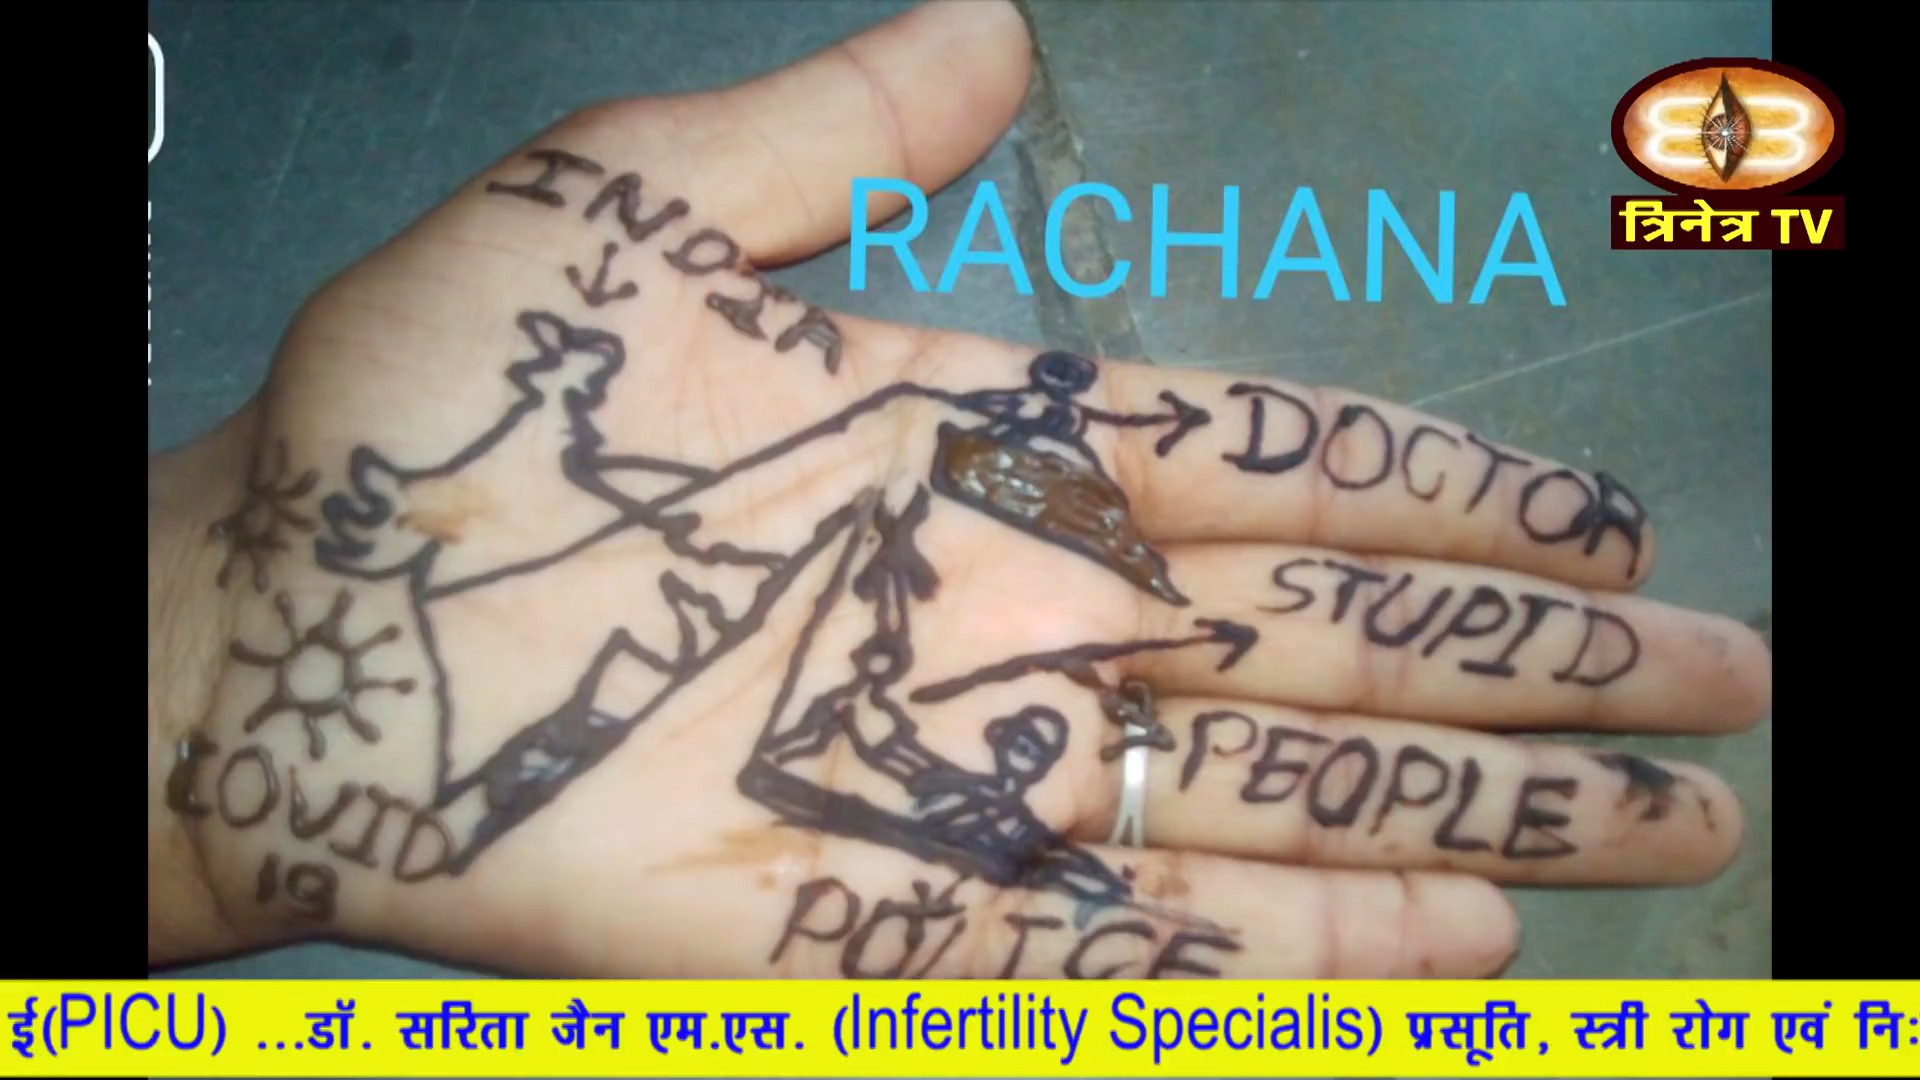 INDIA
RACHANA
त्रिनेत्र TV
DOCTOR
STUPID
PEOPLE
COVID
19
POLICE
ई(PICU) ...डॉ. सरिता जैन एम.एस. (Infertility Specialis) प्रसूति, स्त्री रोग एवं निः